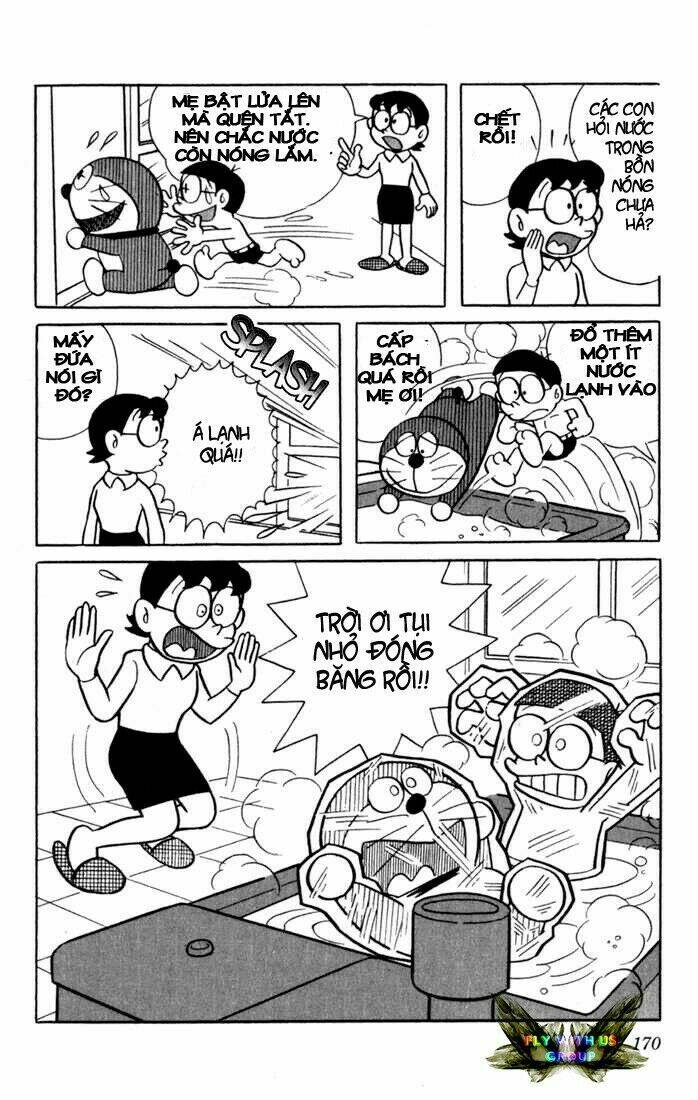 MẸ BẬT LỬA LÊN
MÀ QUÊN TẮT.
NÊN CHẮC NƯỚC
CÒN NÓNG LẮM.
CHẾT
RỒI!
CÁC CON
HỎI NƯỚC
TRONG
BỒN
NÓNG
CHƯA
HẢ?
MẤY
ĐỨA
NÓI GÌ
ĐÓ?
SPLASH
Á LẠNH
QUÁ!!
CẤP
BÁCH
QUÁ RỒI
MẸ ƠI!
ĐỔ THÊM
MỘT ÍT
NƯỚC
LẠNH VÀO
TRỜI ƠI TỤI
NHỎ ĐÓNG
BĂNG RỒI!!
FLY WITH US
GROUP
170